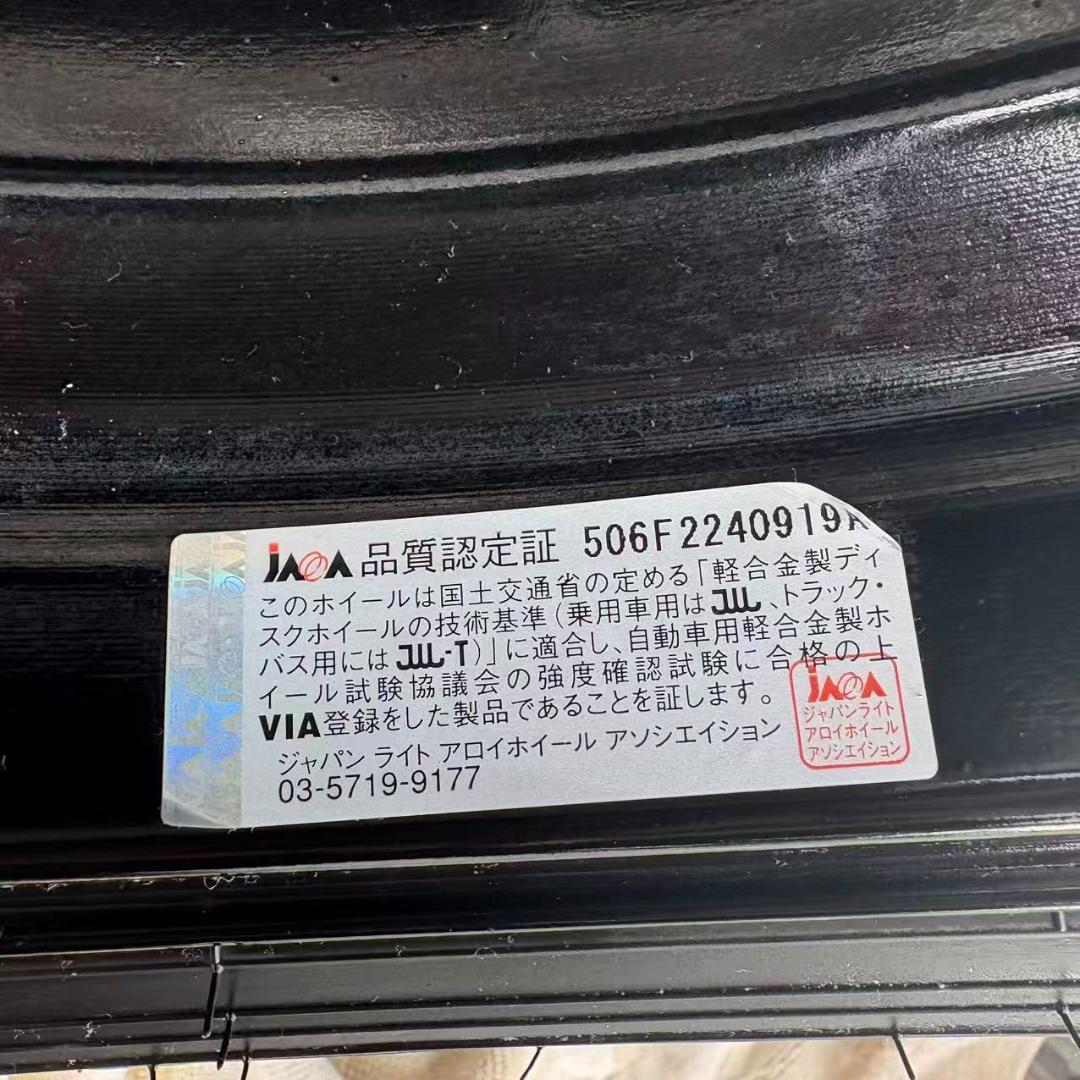 JAWA 品質認定証 506F2240919A
このホイールは国土交通省の定める「軽合金製ディ
スクホイールの技術基準(乗用車用はJWL、トラック・
バス用にはJWL-T)」に適合し、自動車用軽合金製ホ
イール試験協議会の強度確認試験に合格の上
VIA登録をした製品であることを証します。
ジャパン ライト アロイホイール アソシエイション
03-5719-9177
JAWA
ジャパンライト
アロイホイール
アソシエイション